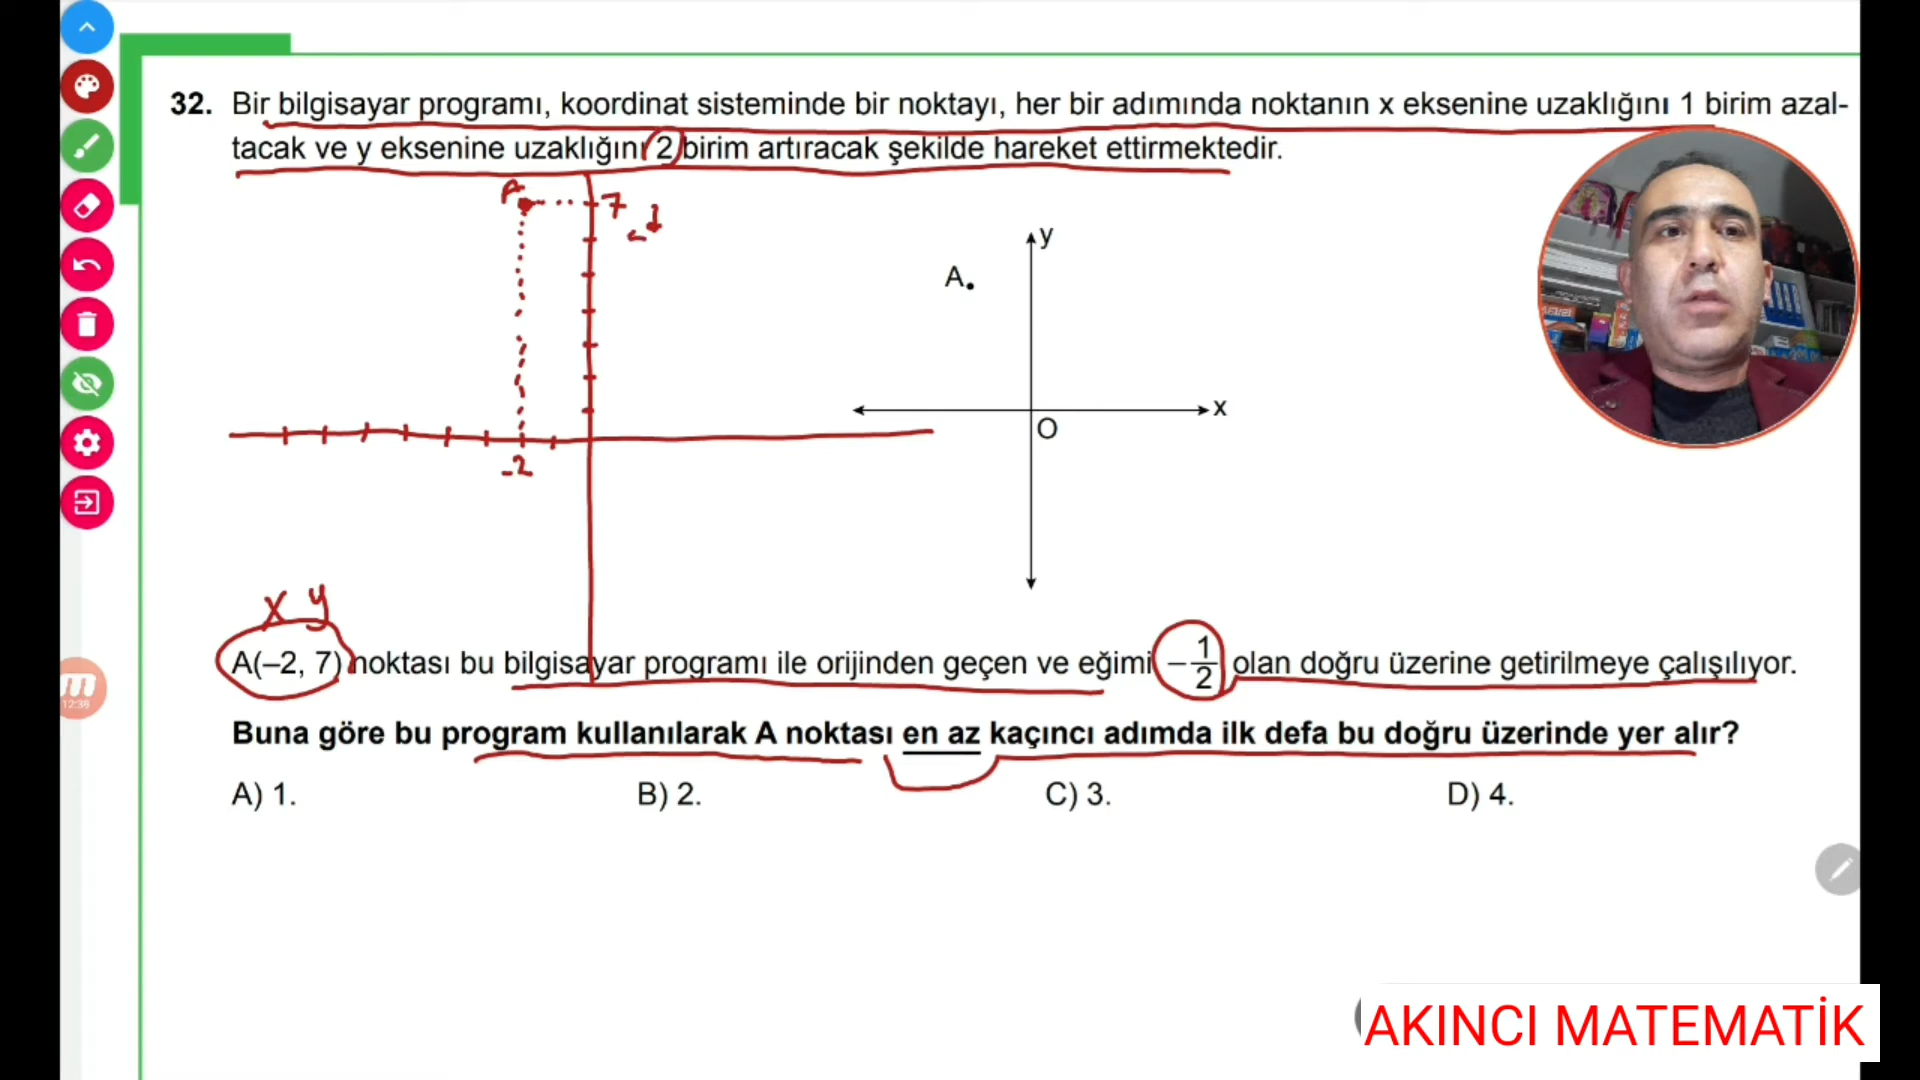 32. Bir bilgisayar programı, koordinat sisteminde bir noktayı, her bir adımında noktanın x eksenine uzaklığını 1 birim azal-
tacak ve y eksenine uzaklığını 2 birim artıracak şekilde hareket ettirmektedir.
A
7
y
A.
x
O
-2
x y
A(–2, 7) noktası bu bilgisayar programı ile orijinden geçen ve eğimi −1/2 olan doğru üzerine getirilmeye çalışılıyor.
Buna göre bu program kullanılarak A noktası en az kaçıncı adımda ilk defa bu doğru üzerinde yer alır?
A) 1. B) 2. C) 3. D) 4.
12:39
AKINCI MATEMATİK